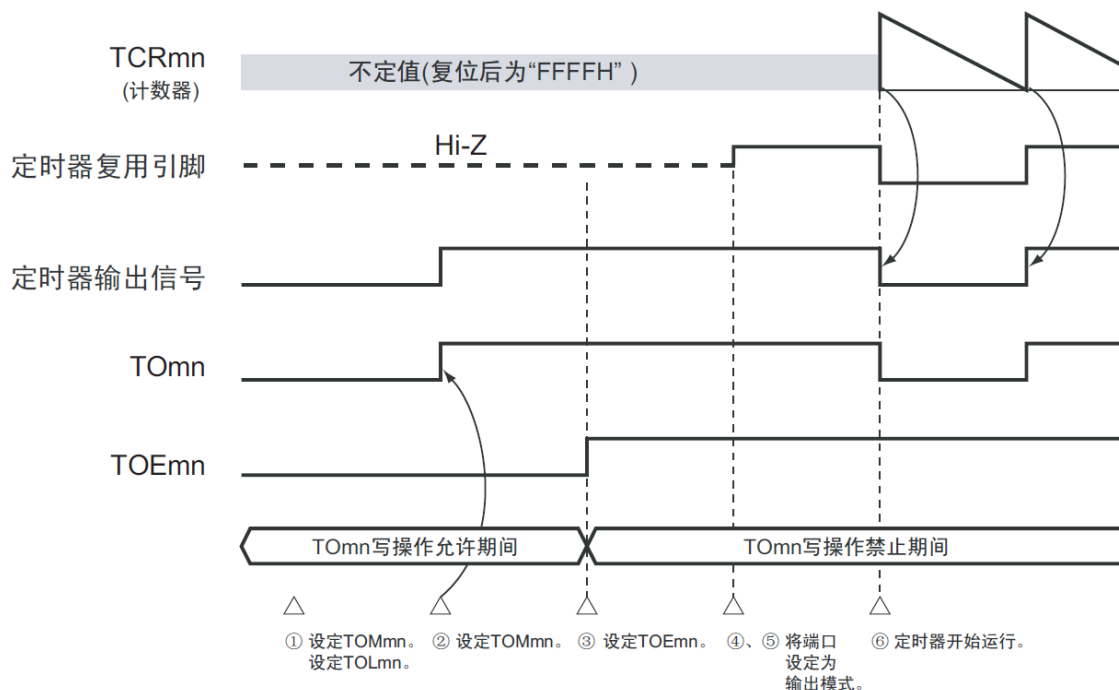 TCRmn
(计数器)
不定值(复位后为“FFFFH” )
Hi-Z
定时器复用引脚
定时器输出信号
TOmn
TOEmn
TOmn写操作允许期间
TOmn写操作禁止期间
① 设定TOMmn。
设定TOLmn。
② 设定TOMmn。
③ 设定TOEmn。
④、⑤ 将端口
设定为
输出模式。
⑥ 定时器开始运行。